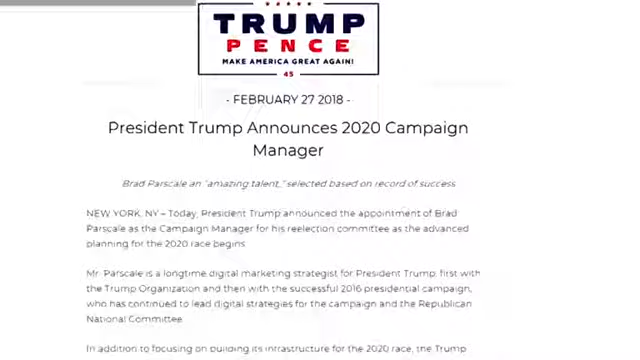 TRUMP
PENCE
MAKE AMERICA GREAT AGAIN!
45
- FEBRUARY 27 2018 -
President Trump Announces 2020 Campaign
Manager
Brad Parscale an "amazing talent," selected based on record of success
NEW YORK, NY – Today, President Trump announced the appointment of Brad
Parscale as the Campaign Manager for his reelection committee as the advanced
planning for the 2020 race begins.
Mr. Parscale is a longtime digital marketing strategist for President Trump, first with
the Trump Organization and then with the successful 2016 presidential campaign,
who has continued to lead digital strategies for the campaign and the Republican
National Committee.
In addition to focusing on building its infrastructure for the 2020 race, the Trump